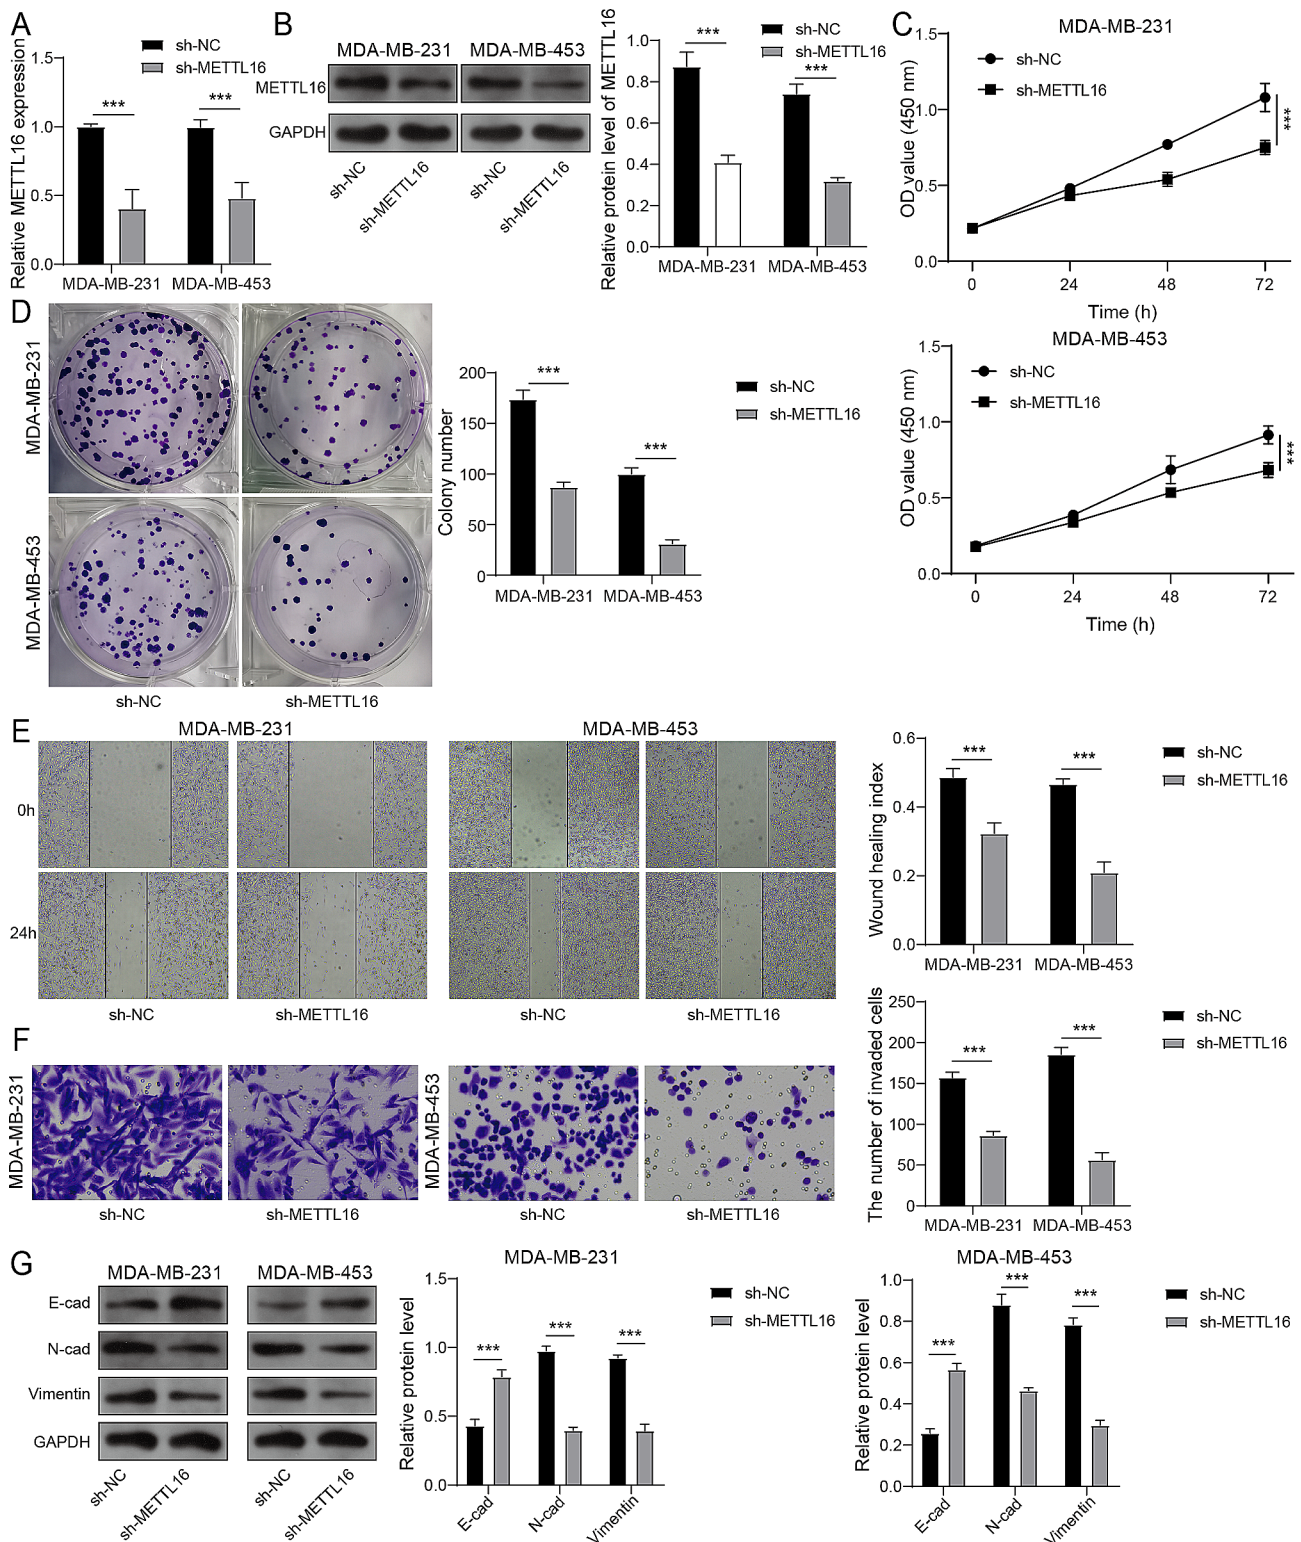 A
Relative METTL16 expression
1.5
1.0
0.5
0.0
sh-NC
sh-METTL16
***
***
MDA-MB-231
MDA-MB-453
B
MDA-MB-231
MDA-MB-453
METTL16
GAPDH
sh-NC
sh-METTL16
sh-NC
sh-METTL16
Relative protein level of METTL16
1.0
0.8
0.6
0.4
0.2
0.0
sh-NC
sh-METTL16
***
***
MDA-MB-231
MDA-MB-453
C
MDA-MB-231
OD value (450 nm)
1.5
1.0
0.5
0.0
sh-NC
sh-METTL16
***
0
24
48
72
Time (h)
MDA-MB-453
OD value (450 nm)
1.5
1.0
0.5
0.0
sh-NC
sh-METTL16
***
0
24
48
72
Time (h)
D
MDA-MB-231
MDA-MB-453
sh-NC
sh-METTL16
Colony number
200
150
100
50
0
***
***
MDA-MB-231
MDA-MB-453
sh-NC
sh-METTL16
E
MDA-MB-231
MDA-MB-453
0h
24h
sh-NC
sh-METTL16
sh-NC
sh-METTL16
Wound healing index
0.6
0.4
0.2
0.0
***
***
MDA-MB-231
MDA-MB-453
sh-NC
sh-METTL16
F
MDA-MB-231
sh-NC
sh-METTL16
MDA-MB-453
sh-NC
sh-METTL16
The number of invaded cells
250
200
150
100
50
0
***
***
MDA-MB-231
MDA-MB-453
sh-NC
sh-METTL16
G
MDA-MB-231
MDA-MB-453
E-cad
N-cad
Vimentin
GAPDH
sh-NC
sh-METTL16
sh-NC
sh-METTL16
MDA-MB-231
Relative protein level
1.5
1.0
0.5
0.0
***
***
***
E-cad
N-cad
Vimentin
sh-NC
sh-METTL16
MDA-MB-453
Relative protein level
1.0
0.8
0.6
0.4
0.2
0.0
***
***
***
E-cad
N-cad
Vimentin
sh-NC
sh-METTL16